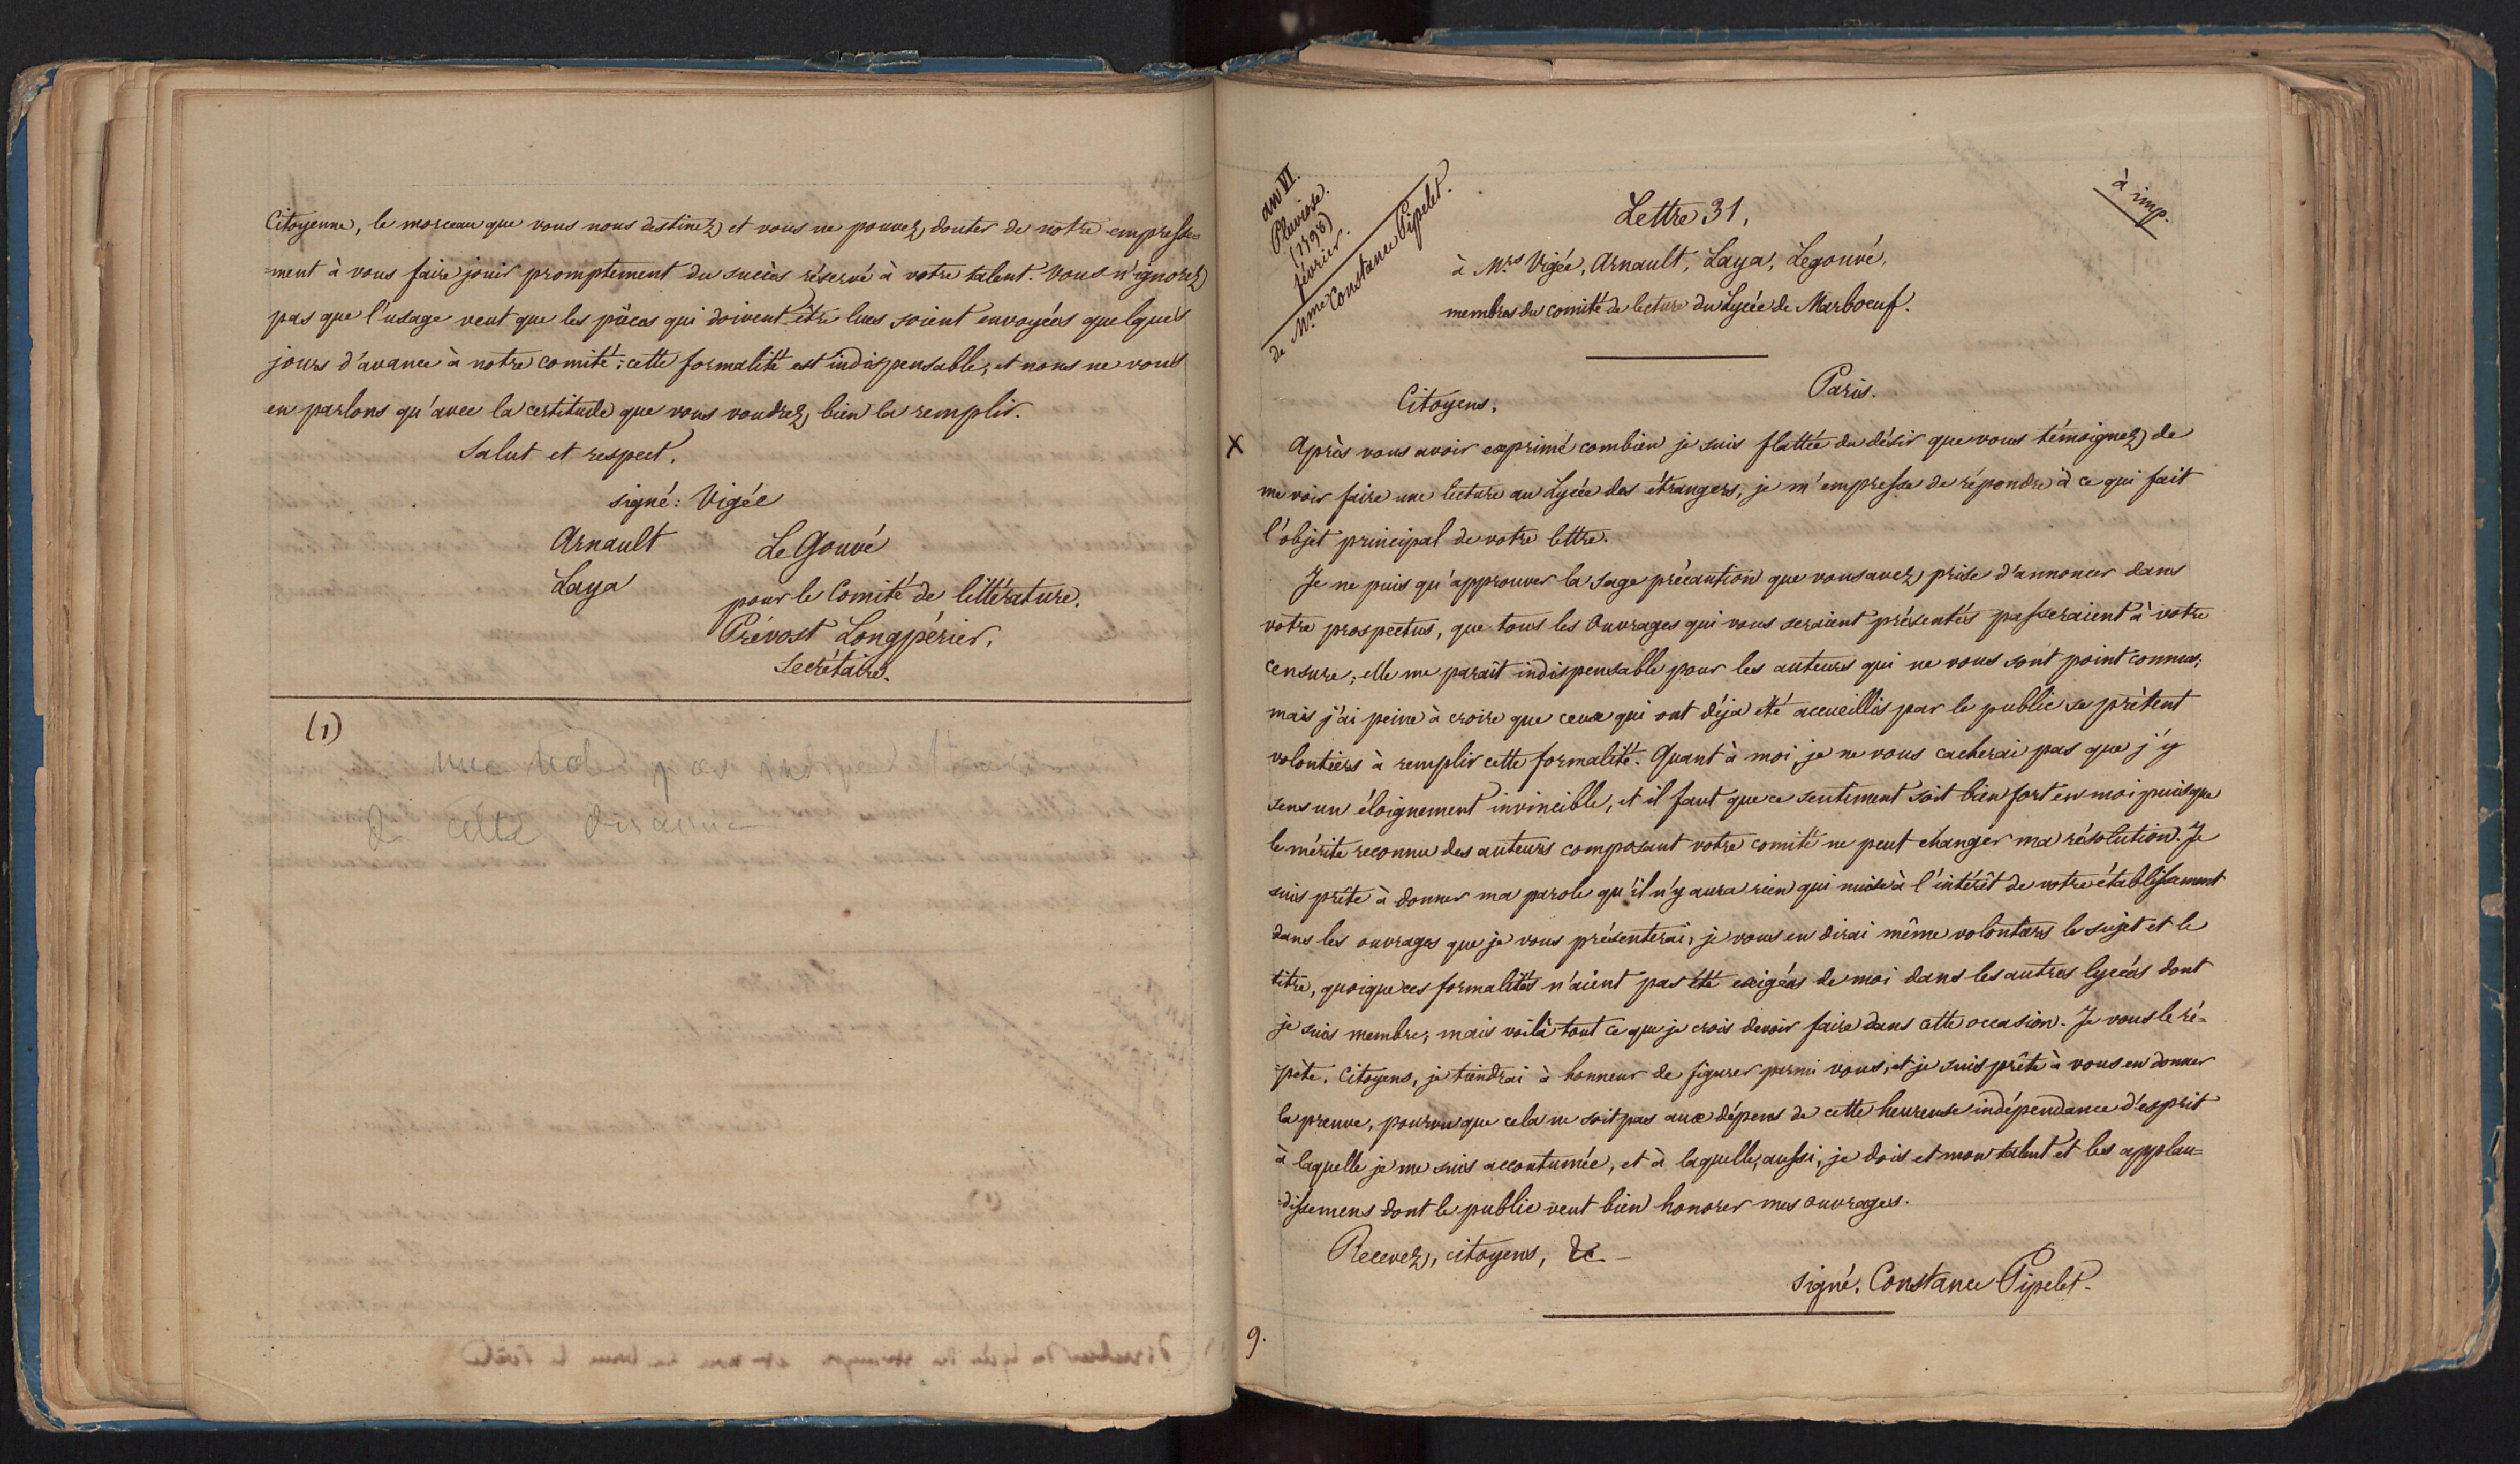 Citoyenne, le morceau que vous nous destinez et vous ne pouvez douter de notre empresse=
=ment à vous faire jouir promptement du succès réservé à votre talent. Vous n'ignorez
pas que l'usage veut que les pièces qui doivent être lues soient envoyées quelques
jours d'avance à notre comité; cette formalité est indispensable, et nous ne vous
en parlons qu'avec la certitude que vous voudrez bien la remplir.
Salut et respect.
signé: Vigée
Arnault LeGouvé
Laya
pour le Comité de littérature.
Prévost Longpérier,
Secrétaire.
(1)
de cette
an VI.
Pluviose.
(1798)
février.
de Mme Constance Pipelet.
à imp.
Lettre 31,
à Mrs Vigée, Arnault, Laya, Legouvé,
membres du comité de lecture du Lycée de Marboeuf.
Paris.
Citoyens,
X Après vous avoir exprimé combien je suis flattée du désir que vous témoignez de
me voir faire une lecture au Lycée des étrangers, je m'empresse de répondre à ce qui fait
l'objet principal de votre lettre.
Je ne puis qu'approuver la sage précaution que vous avez prise d'annoncer dans
votre prospectus, que tous les Ouvrages qui vous seraient présentés passeraient à votre
censure; elle me paraît indispensable pour les auteurs qui ne vous sont point connus;
mais j'ai peine à croire que ceux qui ont déja été accueillis par le public se prêtent
volontiers à remplir cette formalité. Quant à moi, je ne vous cacherai pas que j'y
sens un éloignement invincible, et il faut que ce sentiment soit bien fort en moi puisque
le mérite reconnu des auteurs composant votre comité ne peut changer ma résolution. Je
suis prête à donner ma parole qu'il n'y aura rien qui nuise à l'intérêt de votre établissement
dans les ouvrages que je vous présenterai; je vous en dirai même volontiers le sujet et le
titre, quoique ces formalités n'aient pas été exigées de moi dans les autres lycées dont
je suis membre; mais voilà tout ce que je crois devoir faire dans cette occasion. Je vous le ré=
=pète, Citoyens, je tiendrai à honneur de figurer parmi vous, et je suis prête à vous en donner
la preuve, pourvu que cela ne soit pas aux dépens de cette heureuse indépendance d'esprit
à laquelle je me suis accoutumée, et à laquelle, aussi, je dois et mon talent et les applau=
=dissemens dont le public veut bien honorer mes ouvrages.
Recevez, citoyens, &c
signé, Constance Pipelet.
9.